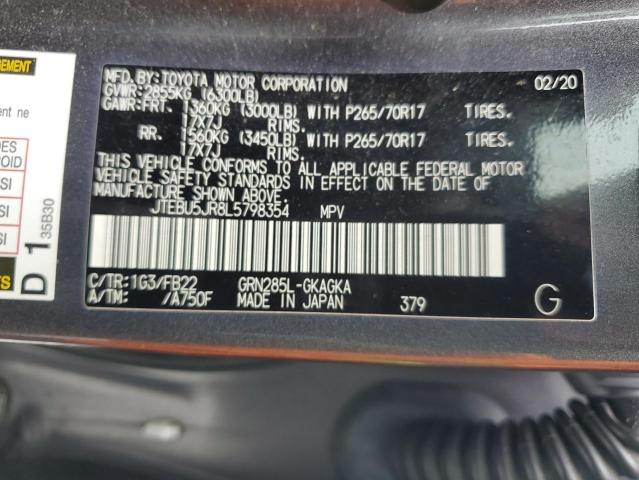 MFD. BY: TOYOTA MOTOR CORPORATION 02/20
GVWR: 2855KG (6300LB)
GAWR: FRT. 1360KG (3000LB) WITH P265/70R17 TIRES.
17X7J RIMS.
RR. 1560KG (3450LB) WITH P265/70R17 TIRES.
17X7J RIMS.
THIS VEHICLE CONFORMS TO ALL APPLICABLE FEDERAL MOTOR
VEHICLE SAFETY STANDARDS IN EFFECT ON THE DATE OF
MANUFACTURE SHOWN ABOVE.
JTEBU5JR8L5798354 MPV
C/TR: 1G3/FB22 GRN285L-GKAGKA
A/TM: /A750F MADE IN JAPAN 379 G
D 1
35B30